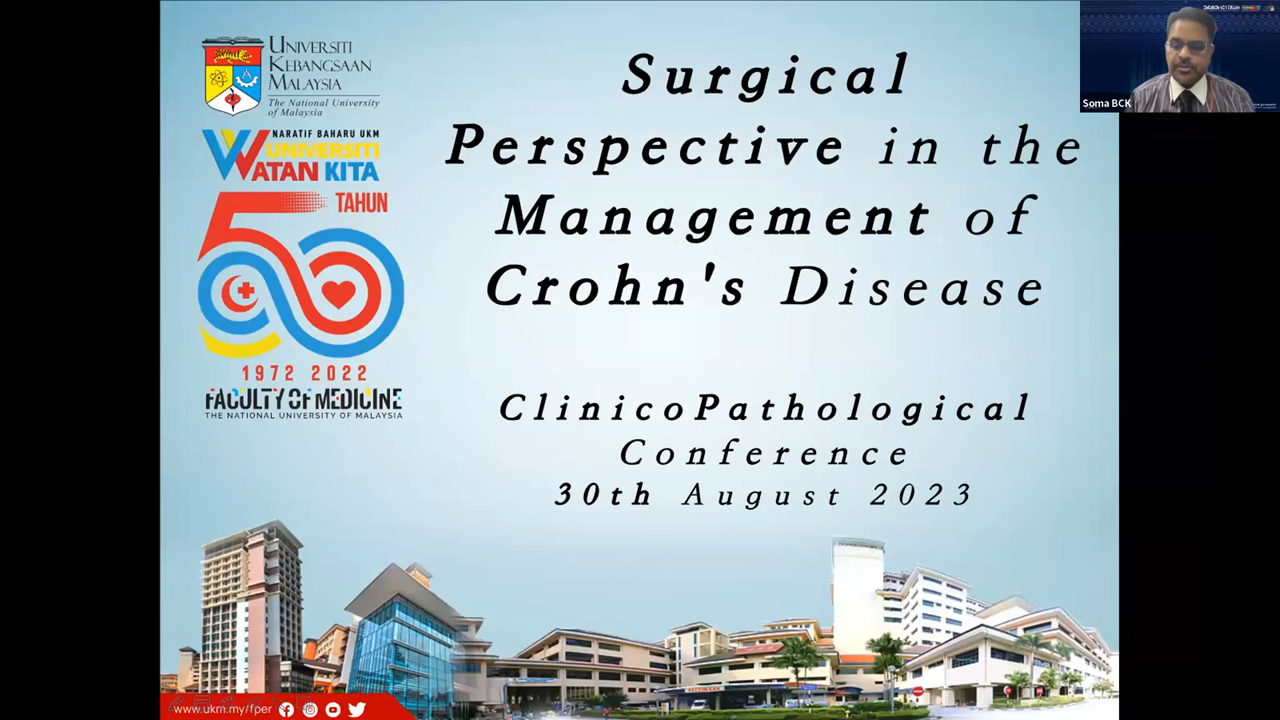 UNIVERSITI
KEBANGSAAN
MALAYSIA
The National University
of Malaysia
NARATIF BAHARU UKM
UNIVERSITI
WATAN KITA
50 TAHUN
1972 2022
FACULTY OF MEDICINE
THE NATIONAL UNIVERSITY OF MALAYSIA
Surgical
Perspective in the
Management of
Crohn's Disease
ClinicoPathological
Conference
30th August 2023
Soma BCK
KECEMASAN
www.ukm.my/fper